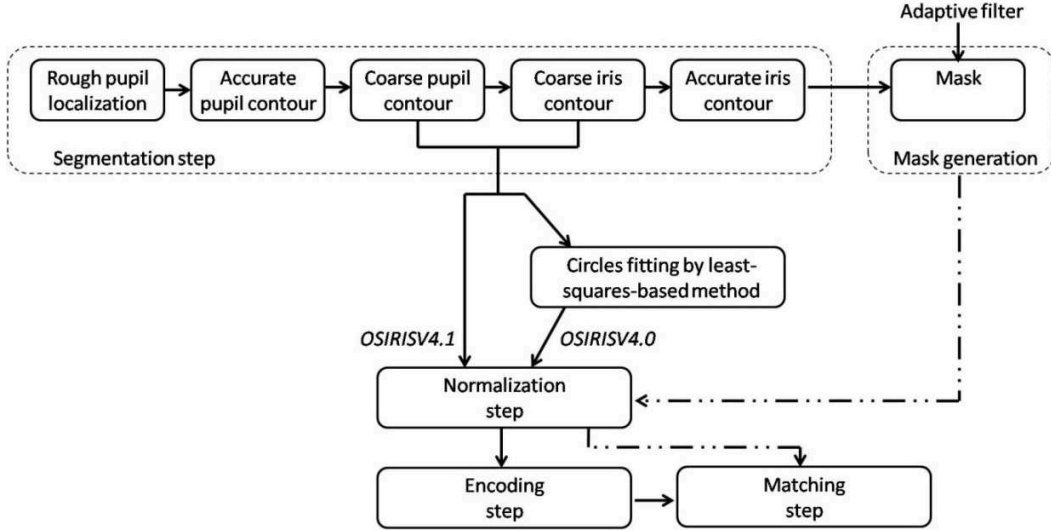 Adaptive filter
Rough pupil
localization
Accurate
pupil contour
Coarse pupil
contour
Coarse iris
contour
Accurate iris
contour
Mask
Segmentation step
Mask generation
Circles fitting by least-
squares-based method
OSIRISV4.1
OSIRISV4.0
Normalization
step
Encoding
step
Matching
step